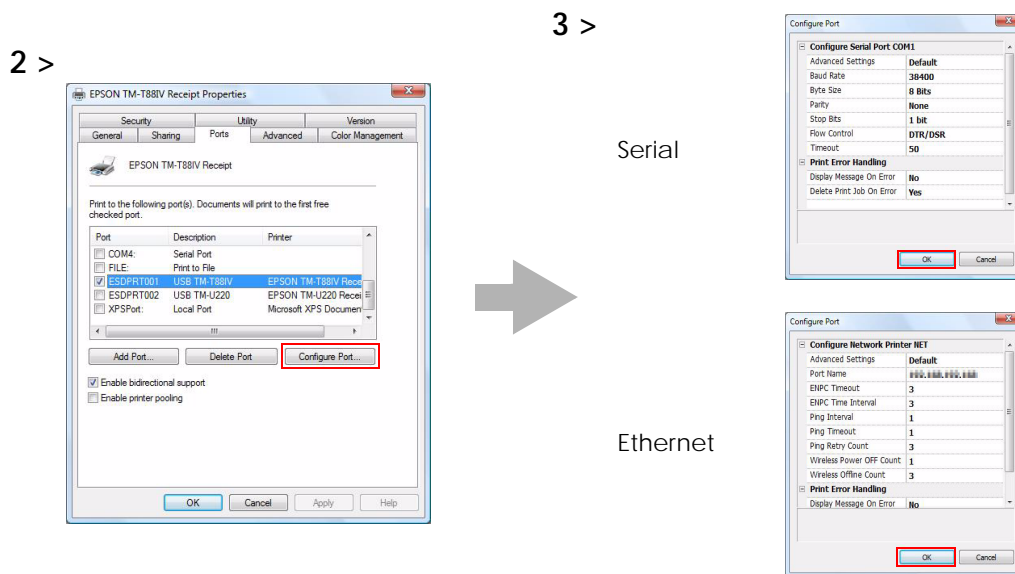 2 >
EPSON TM-T88IV Receipt Properties
Security Utility Version
General Sharing Ports Advanced Color Management
EPSON TM-T88IV Receipt
Print to the following port(s). Documents will print to the first free
checked port.
Port Description Printer
COM4: Serial Port
FILE: Print to File
ESDPRT001 USB TM-T88IV EPSON TM-T88IV Rece
ESDPRT002 USB TM-U220 EPSON TM-U220 Recei
XPSPort: Local Port Microsoft XPS Documen
Add Port... Delete Port Configure Port...
Enable bidirectional support
Enable printer pooling
OK Cancel Apply Help
3 >
Serial
Configure Port
Configure Serial Port COM1
Advanced Settings Default
Baud Rate 38400
Byte Size 8 Bits
Parity None
Stop Bits 1 bit
Flow Control DTR/DSR
Timeout 50
Print Error Handling
Display Message On Error No
Delete Print Job On Error Yes
OK Cancel
Ethernet
Configure Port
Configure Network Printer NET
Advanced Settings Default
Port Name
ENPC Timeout 3
ENPC Time Interval 3
Ping Interval 1
Ping Timeout 1
Ping Retry Count 3
Wireless Power OFF Count 1
Wireless Offline Count 3
Print Error Handling
Display Message On Error No
OK Cancel